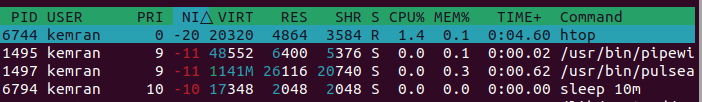 PID USER PRI NI△ VIRT RES SHR S CPU% MEM% TIME+ Command
6744 kemran 0 -20 20320 4864 3584 R 1.4 0.1 0:04.60 htop
1495 kemran 9 -11 48552 6400 5376 S 0.0 0.1 0:00.02 /usr/bin/pipewi
1497 kemran 9 -11 1141M 26116 20740 S 0.0 0.3 0:00.62 /usr/bin/pulsea
6794 kemran 10 -10 17348 2048 2048 S 0.0 0.0 0:00.00 sleep 10m